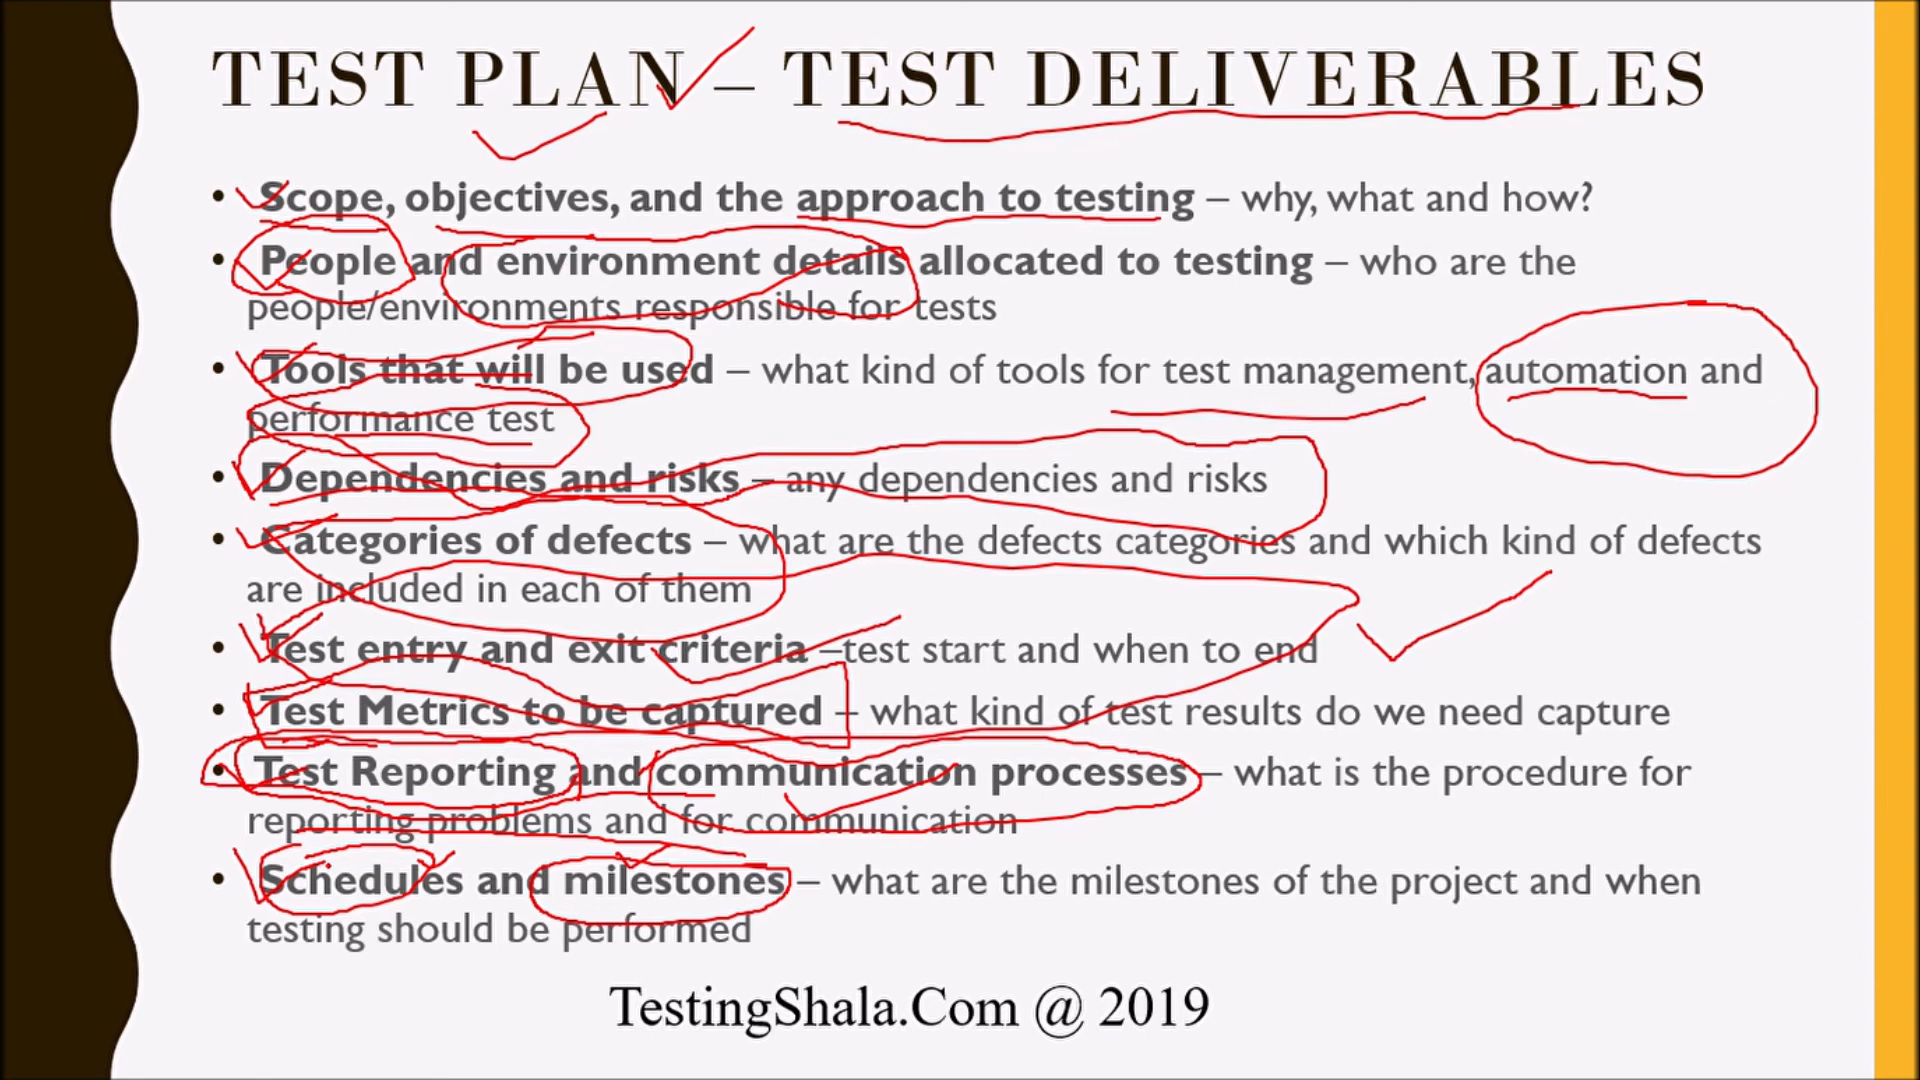 TEST PLAN – TEST DELIVERABLES
• Scope, objectives, and the approach to testing – why, what and how?
• People and environment details allocated to testing – who are the
people/environments responsible for tests
• Tools that will be used – what kind of tools for test management, automation and
performance test
• Dependencies and risks – any dependencies and risks
• Categories of defects – what are the defects categories and which kind of defects
are included in each of them
• Test entry and exit criteria –test start and when to end
• Test Metrics to be captured – what kind of test results do we need capture
• Test Reporting and communication processes – what is the procedure for
reporting problems and for communication
• Schedules and milestones – what are the milestones of the project and when
testing should be performed
TestingShala.Com @ 2019